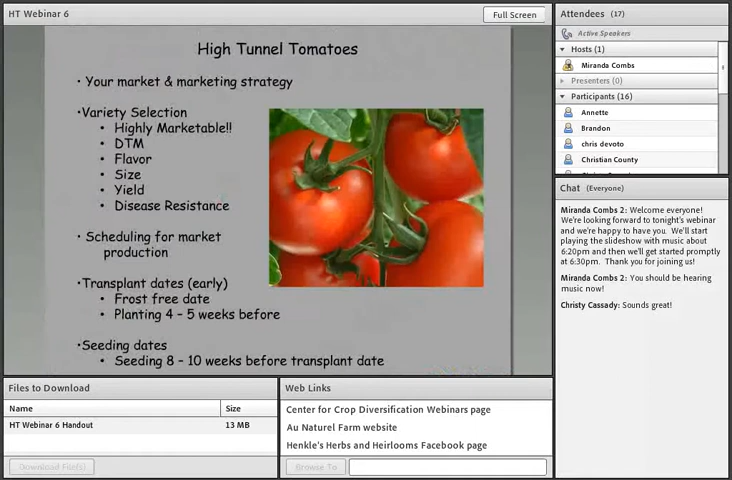 HT Webinar 6
Full Screen
High Tunnel Tomatoes
• Your market & marketing strategy
•Variety Selection
• Highly Marketable!!
• DTM
• Flavor
• Size
• Yield
• Disease Resistance
• Scheduling for market
production
•Transplant dates (early)
• Frost free date
• Planting 4 – 5 weeks before
•Seeding dates
• Seeding 8 – 10 weeks before transplant date
Files to Download
Name Size
HT Webinar 6 Handout 13 MB
Download File(s)
Web Links
Center for Crop Diversification Webinars page
Au Naturel Farm website
Henkle's Herbs and Heirlooms Facebook page
Browse To
Attendees (17)
Active Speakers
Hosts (1)
Miranda Combs
Presenters (0)
Participants (16)
Annette
Brandon
chris devoto
Christian County
Chat (Everyone)
Miranda Combs 2: Welcome everyone!
We're looking forward to tonight's webinar
and we're happy to have you. We'll start
playing the slideshow with music about
6:20pm and then we'll get started promptly
at 6:30pm. Thank you for joining us!
Miranda Combs 2: You should be hearing
music now!
Christy Cassady: Sounds great!